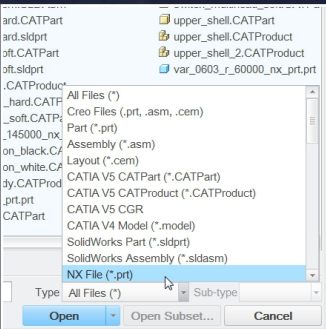 ard.CATPart
upper_shell.CATPart
ard.sldprt
upper_shell.CATProduct
oft.CATPart
upper_shell_2.CATProduct
oft.sldprt
var_0603_r_60000_nx_prt.prt
.CATProduct
_hard.CATP
_soft.CATPa
_145000_nx_
on_black.CA
on_white.CA
dy.CATProd
_prt.prt
CATPart
All Files (*)
Creo Files (.prt, .asm, .cem)
Part (*.prt)
Assembly (*.asm)
Layout (*.cem)
CATIA V5 CATPart (*.CATPart)
CATIA V5 CATProduct (*.CATProduct)
CATIA V5 CGR
CATIA V4 Model (*.model)
SolidWorks Part (*.sldprt)
SolidWorks Assembly (*.sldasm)
NX File (*.prt)
Type All Files (*) Sub-type
Open Open Subset... Cancel